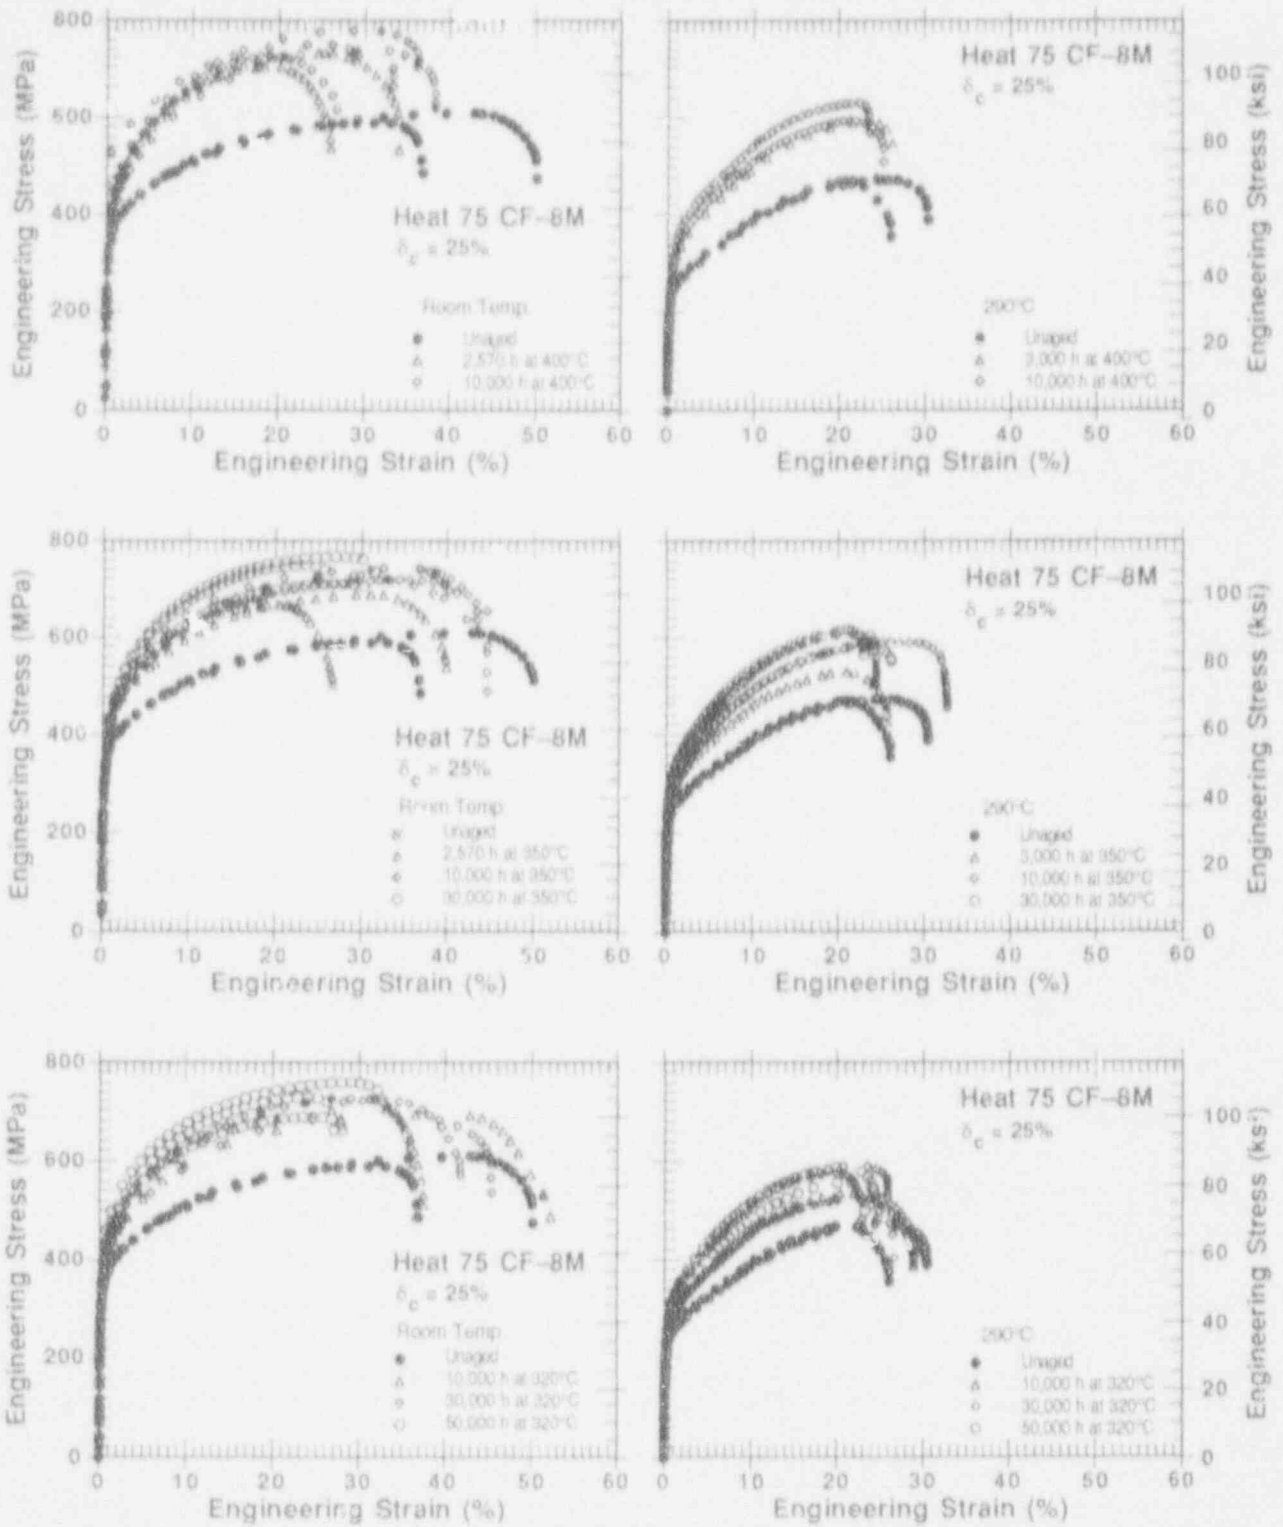 800
600
400
200
0
Engineering Stress (MPa)
Heat 75 CF-8M
δc = 25%
Room Temp.
Unaged
2,570 h at 400°C
10,000 h at 400°C
0 10 20 30 40 50 60
Engineering Strain (%)
Heat 75 CF-8M
δc = 25%
290°C
Unaged
3,000 h at 400°C
10,000 h at 400°C
0 10 20 30 40 50 60
Engineering Strain (%)
100
80
60
40
20
0
Engineering Stress (ksi)
800
600
400
200
0
Engineering Stress (MPa)
Heat 75 CF-8M
δc = 25%
Room Temp.
Unaged
2,570 h at 350°C
10,000 h at 350°C
30,000 h at 350°C
0 10 20 30 40 50 60
Engineering Strain (%)
Heat 75 CF-8M
δc = 25%
290°C
Unaged
3,000 h at 350°C
10,000 h at 350°C
30,000 h at 350°C
0 10 20 30 40 50 60
Engineering Strain (%)
100
80
60
40
20
0
Engineering Stress (ksi)
800
600
400
200
0
Engineering Stress (MPa)
Heat 75 CF-8M
δc = 25%
Room Temp.
Unaged
10,000 h at 320°C
30,000 h at 320°C
50,000 h at 320°C
0 10 20 30 40 50 60
Engineering Strain (%)
Heat 75 CF-8M
δc = 25%
290°C
Unaged
10,000 h at 320°C
30,000 h at 320°C
50,000 h at 320°C
0 10 20 30 40 50 60
Engineering Strain (%)
100
80
60
40
20
0
Engineering Stress (ksi)